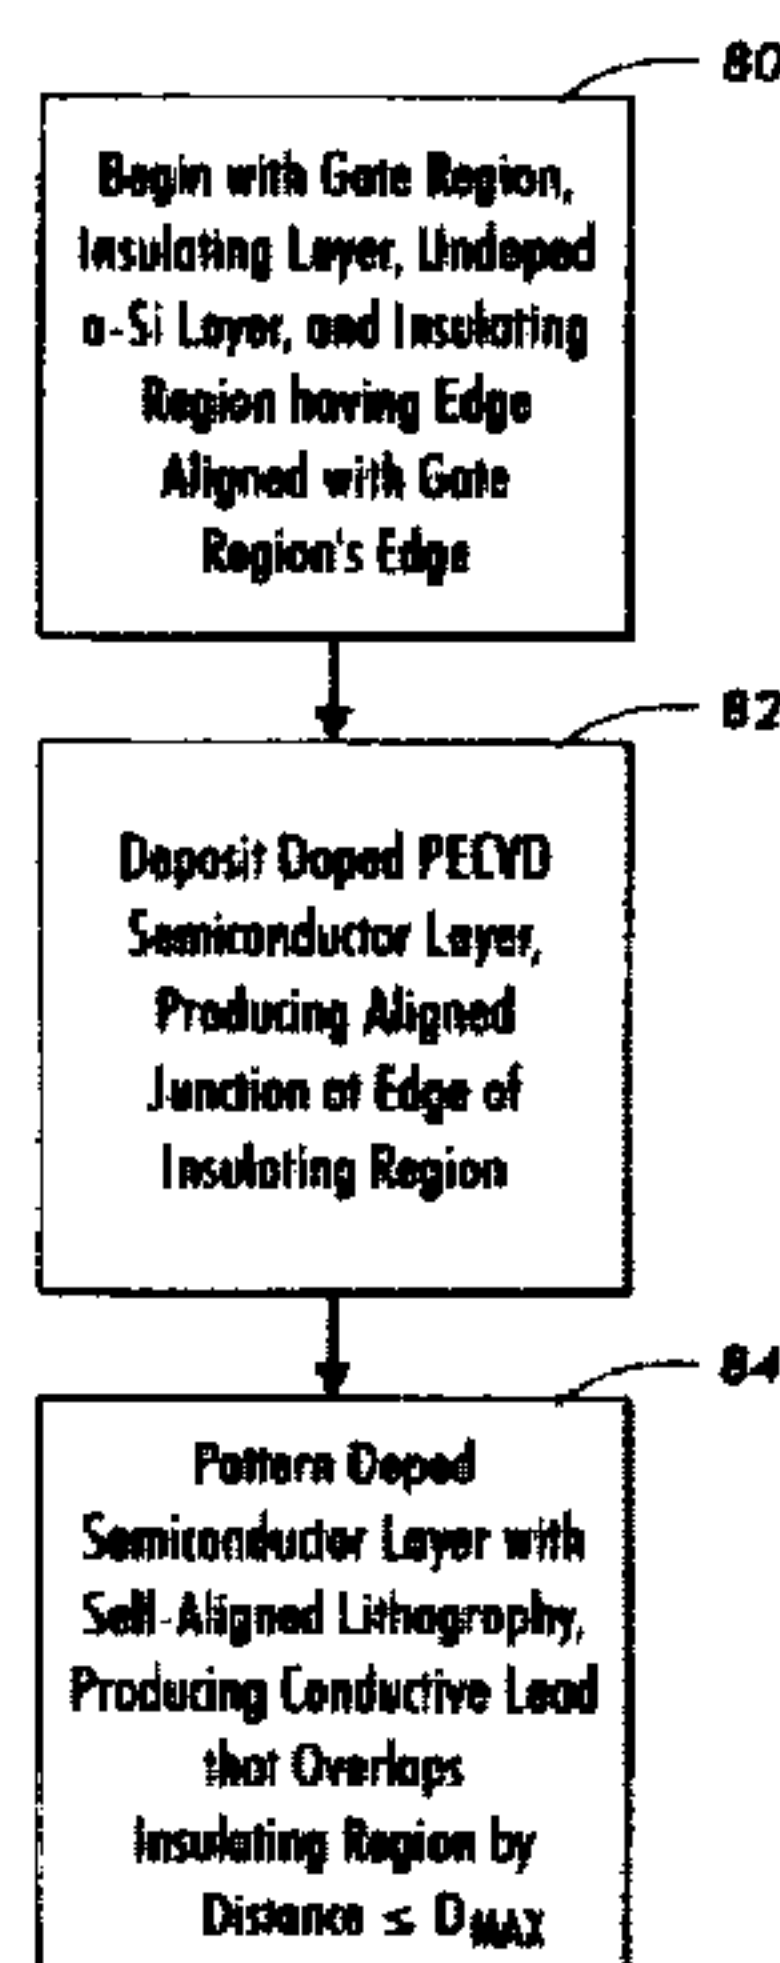 80
Begin with Gate Region,
Insulating Layer, Undoped
a-Si Layer, and Insulating
Region having Edge
Aligned with Gate
Region's Edge
82
Deposit Doped PECVD
Semiconductor Layer,
Producing Aligned
Junction at Edge of
Insulating Region
84
Pattern Doped
Semiconductor Layer with
Self-Aligned Lithography,
Producing Conductive Lead
that Overlaps
Insulating Region by
Distance ≤ DMAX